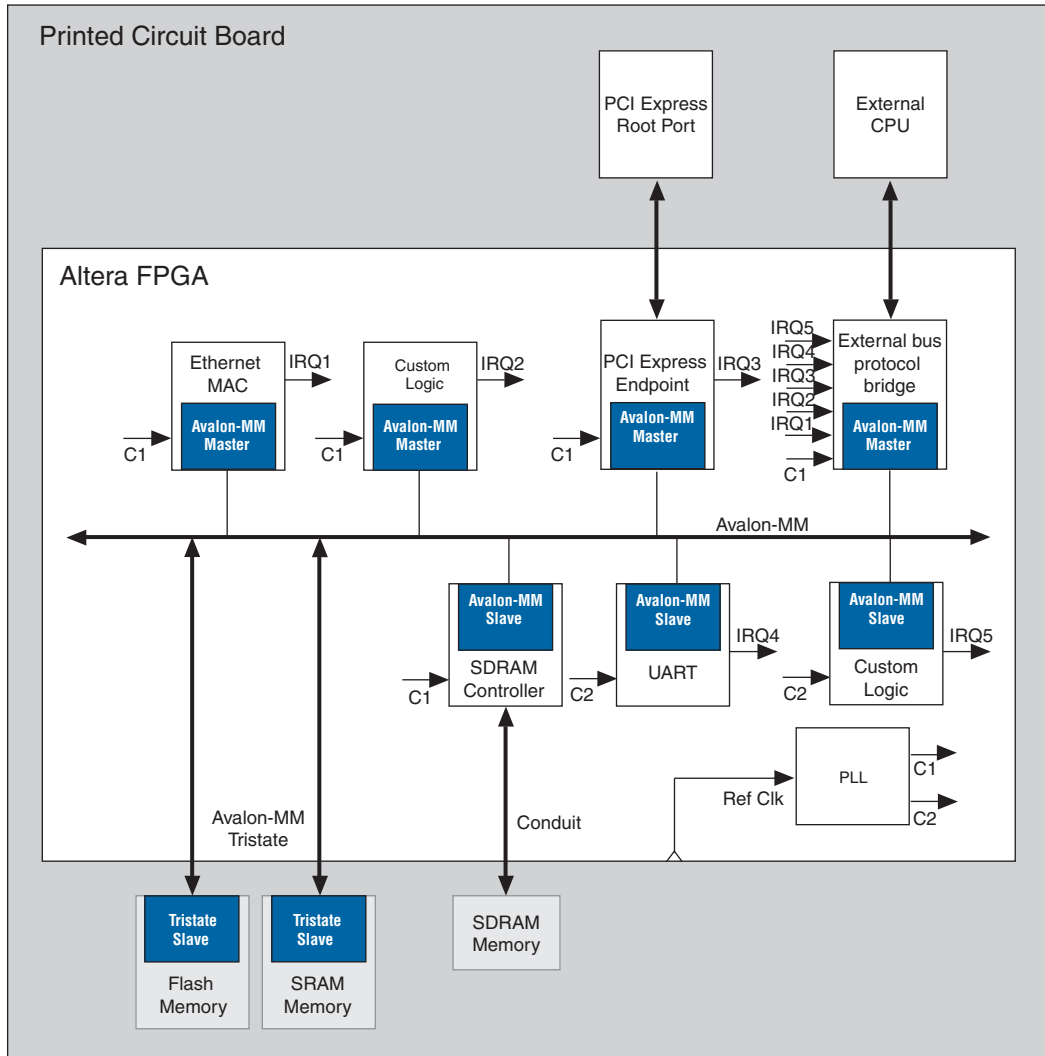 Printed Circuit Board
PCI Express
Root Port
External
CPU
Altera FPGA
Ethernet
MAC
Avalon-MM
Master
IRQ1
C1
Custom
Logic
Avalon-MM
Master
IRQ2
C1
PCI Express
Endpoint
Avalon-MM
Master
IRQ3
C1
IRQ5
IRQ4
IRQ3
IRQ2
IRQ1
C1
External bus
protocol
bridge
Avalon-MM
Master
Avalon-MM
Avalon-MM
Slave
SDRAM
Controller
C1
Avalon-MM
Slave
UART
IRQ4
C2
Avalon-MM
Slave
Custom
Logic
IRQ5
C2
PLL
C1
C2
Ref Clk
Avalon-MM
Tristate
Conduit
Tristate
Slave
Flash
Memory
Tristate
Slave
SRAM
Memory
SDRAM
Memory